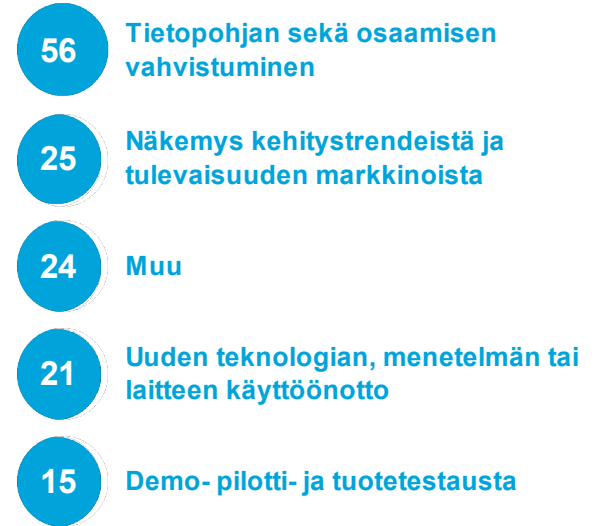 56
Tietopohjan sekä osaamisen
vahvistuminen
25
Näkemys kehitystrendeistä ja
tulevaisuuden markkinoista
24
Muu
21
Uuden teknologian, menetelmän tai
laitteen käyttöönotto
15
Demo- pilotti- ja tuotetestausta